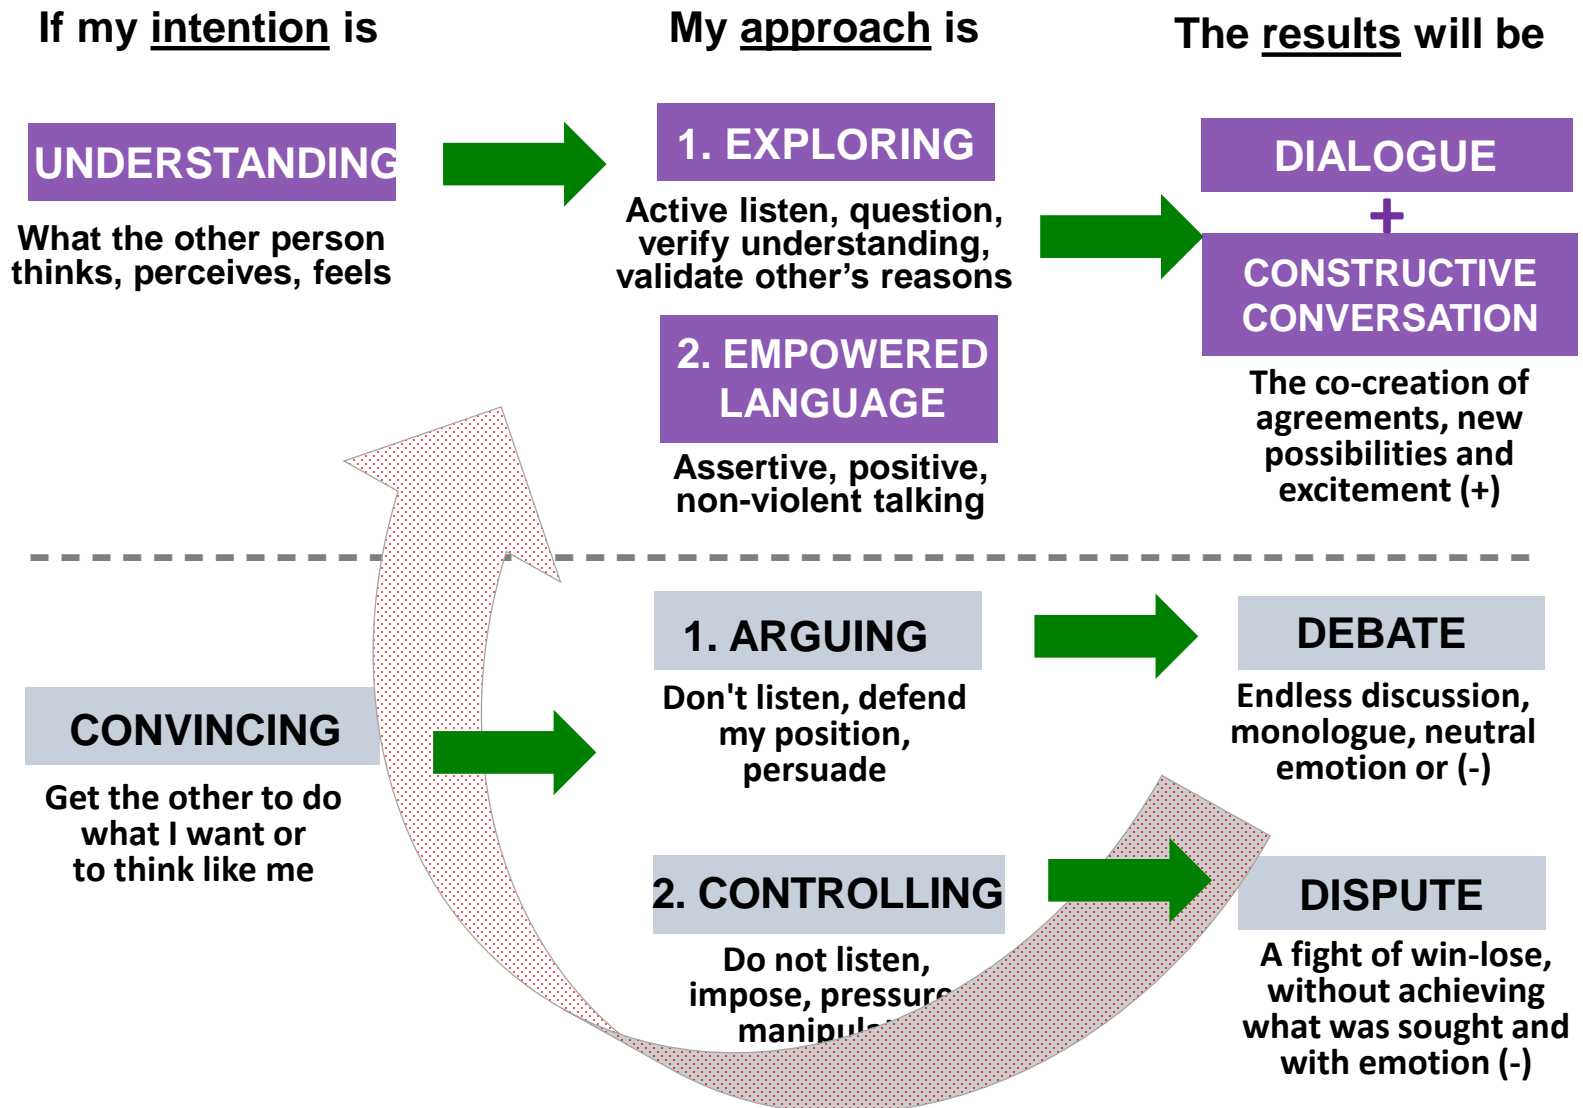 If my intention is
My approach is
The results will be
UNDERSTANDING
What the other person
thinks, perceives, feels
1. EXPLORING
Active listen, question,
verify understanding,
validate other’s reasons
2. EMPOWERED
LANGUAGE
Assertive, positive,
non-violent talking
DIALOGUE
+
CONSTRUCTIVE
CONVERSATION
The co-creation of
agreements, new
possibilities and
excitement (+)
CONVINCING
Get the other to do
what I want or
to think like me
1. ARGUING
Don't listen, defend
my position,
persuade
DEBATE
Endless discussion,
monologue, neutral
emotion or (-)
2. CONTROLLING
Do not listen,
impose, pressure,
DISPUTE
A fight of win-lose,
without achieving
what was sought and
with emotion (-)